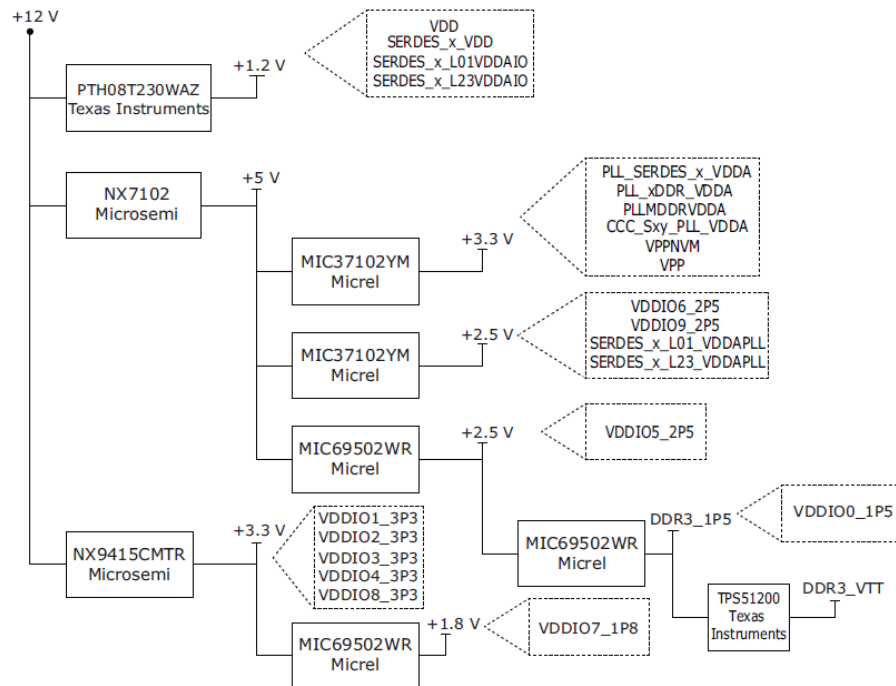 +12 V
VDD
SERDES_x_VDD
SERDES_x_L01VDDAIO
SERDES_x_L23VDDAIO
+1.2 V
PTH08T230WAZ
Texas Instruments
NX7102
Microsemi
+5 V
PLL_SERDES_x_VDDA
PLL_xDDR_VDDA
PLLMDDRVDDA
CCC_Sxy_PLL_VDDA
VPPNVM
VPP
+3.3 V
MIC37102YM
Micrel
VDDIO6_2P5
VDDIO9_2P5
SERDES_x_L01_VDDAPLL
SERDES_x_L23_VDDAPLL
+2.5 V
MIC37102YM
Micrel
+2.5 V
VDDIO5_2P5
MIC69502WR
Micrel
NX9415CMTR
Microsemi
+3.3 V
VDDIO1_3P3
VDDIO2_3P3
VDDIO3_3P3
VDDIO4_3P3
VDDIO8_3P3
MIC69502WR
Micrel
DDR3_1P5
VDDIO0_1P5
TPS51200
Texas
Instruments
DDR3_VTT
MIC69502WR
Micrel
+1.8 V
VDDIO7_1P8